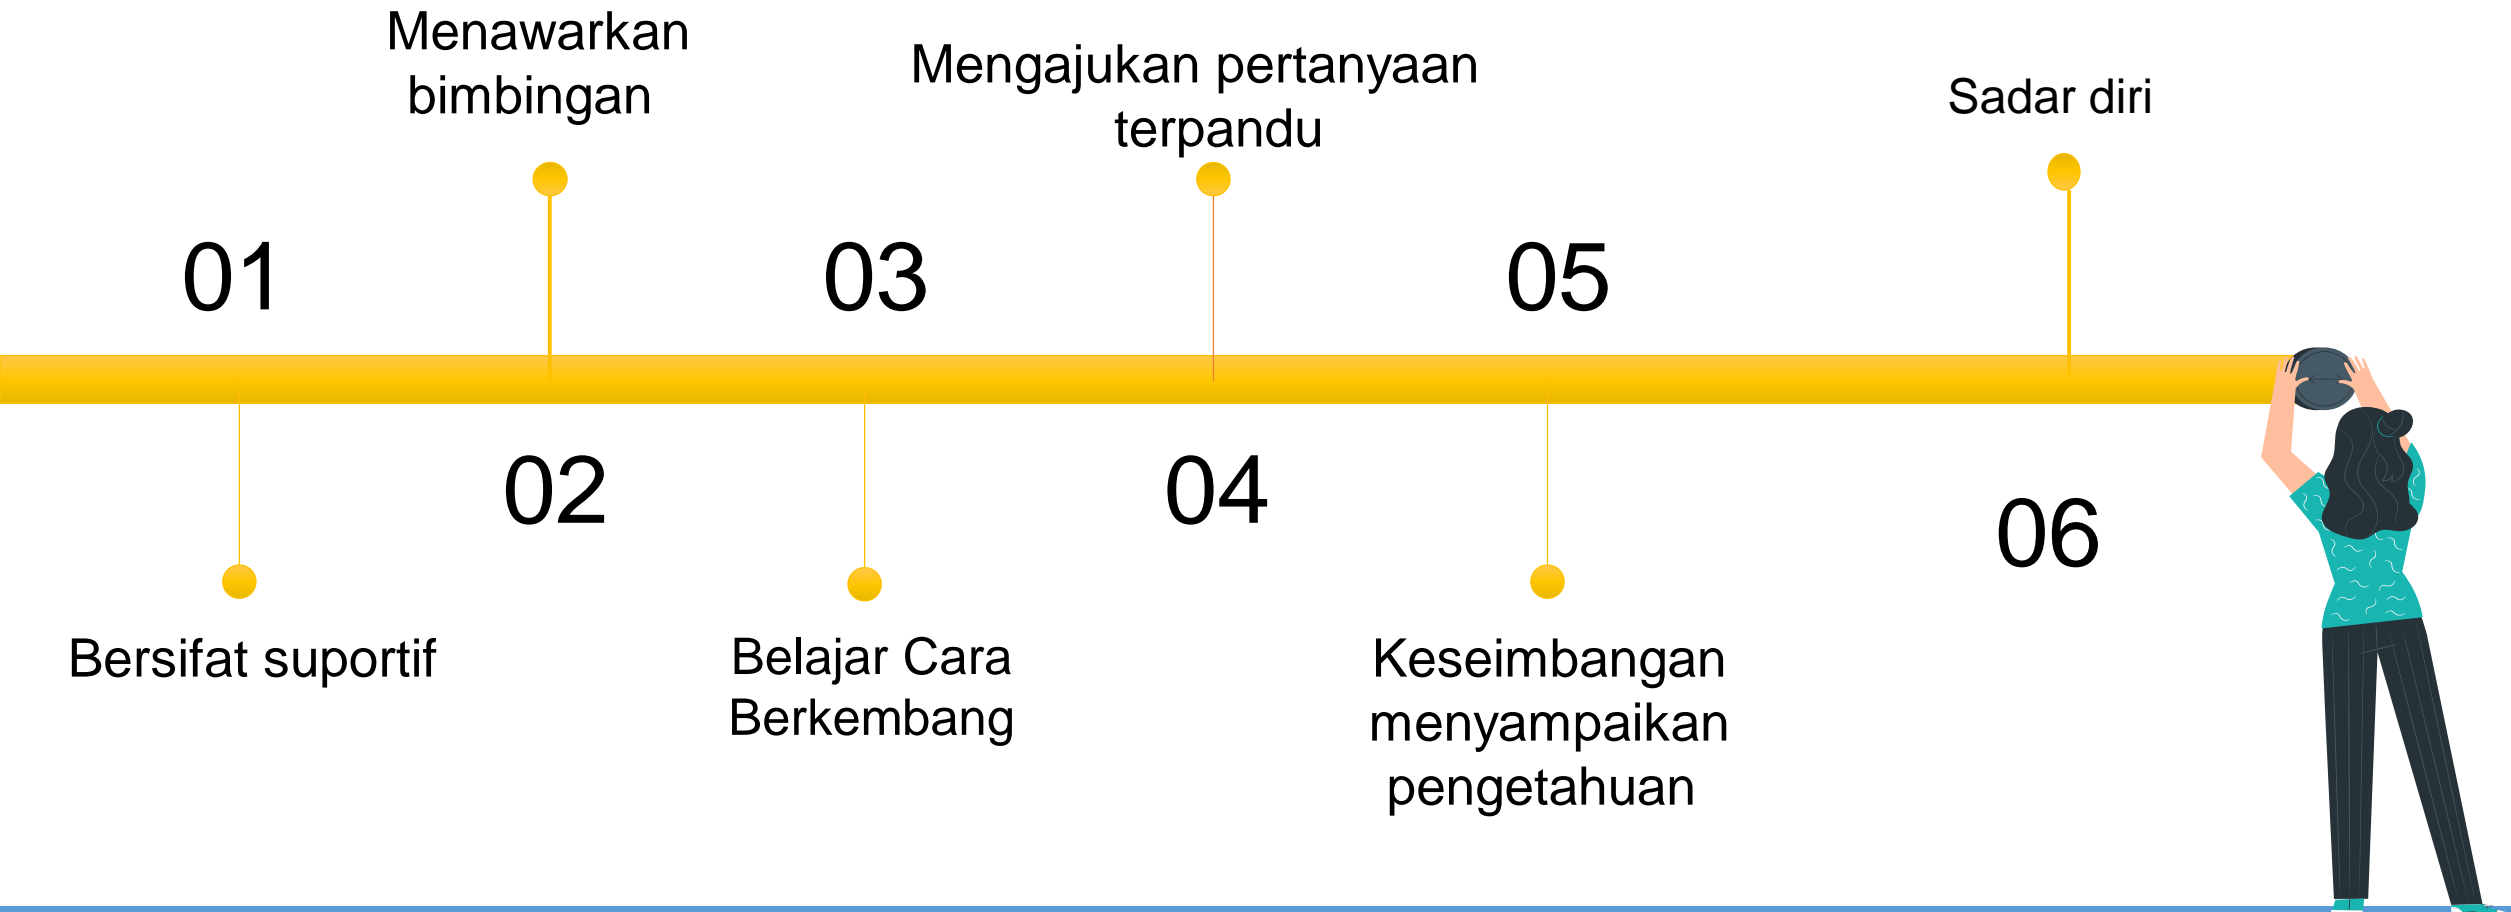 01
Bersifat suportif
Menawarkan
bimbingan
02
03
Belajar Cara
Berkembang
Mengajukan pertanyaan
terpandu
04
05
Keseimbangan
menyampaikan
pengetahuan
Sadar diri
06